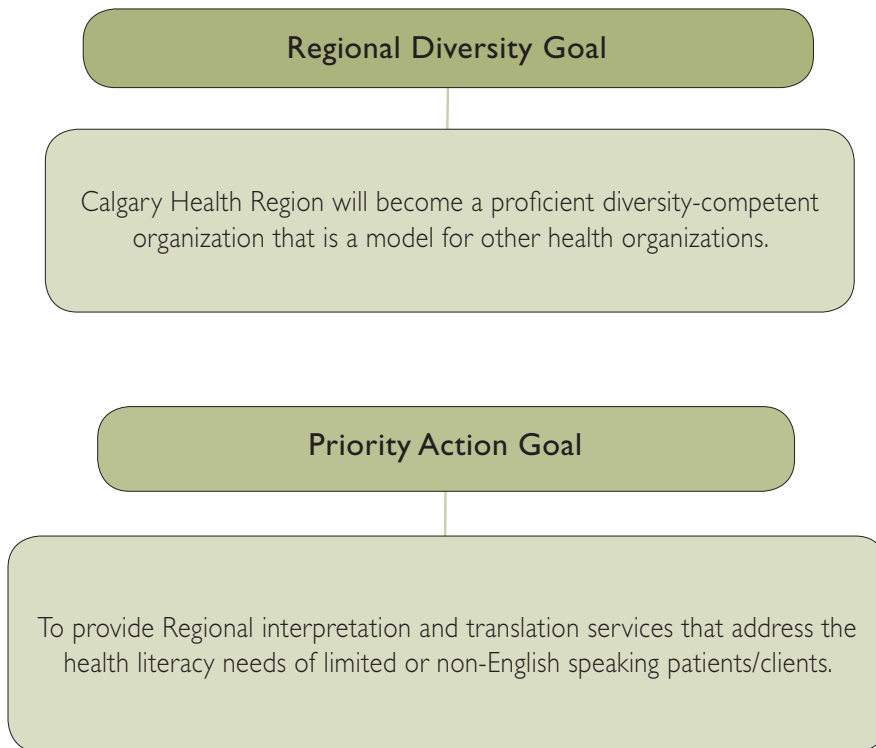 Regional Diversity Goal
Calgary Health Region will become a proficient diversity-competent
organization that is a model for other health organizations.
Priority Action Goal
To provide Regional interpretation and translation services that address the
health literacy needs of limited or non-English speaking patients/clients.